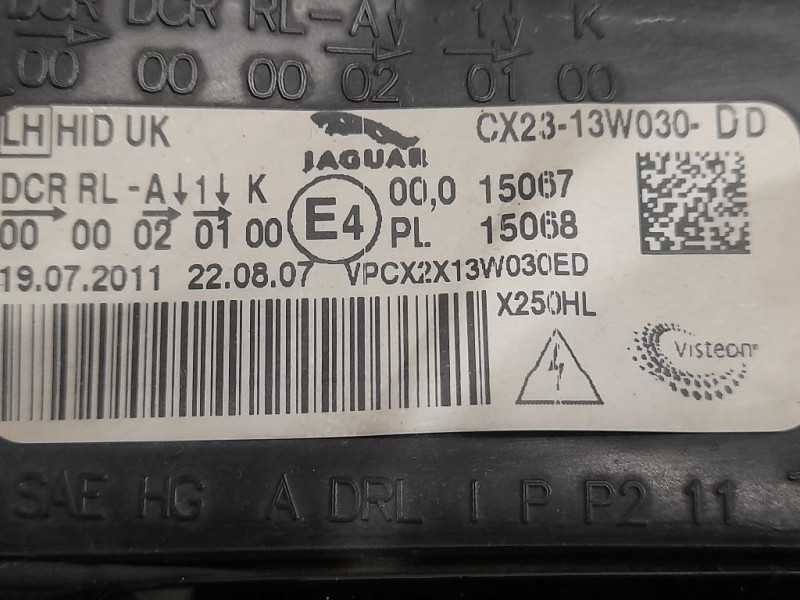 DCR DCR RL-A↓ 1↓ K
00 00 00 02 01 00
LH HID UK
JAGUAR
CX23-13W030- DD
DCR RL -A↓1↓ K
00 00 02 01 00
E4
00,0 15067
PL 15068
19.07.2011 22.08.07 VPCX2X13W030ED
X250HL
Visteon
SAE HG A DRL I P P2 11